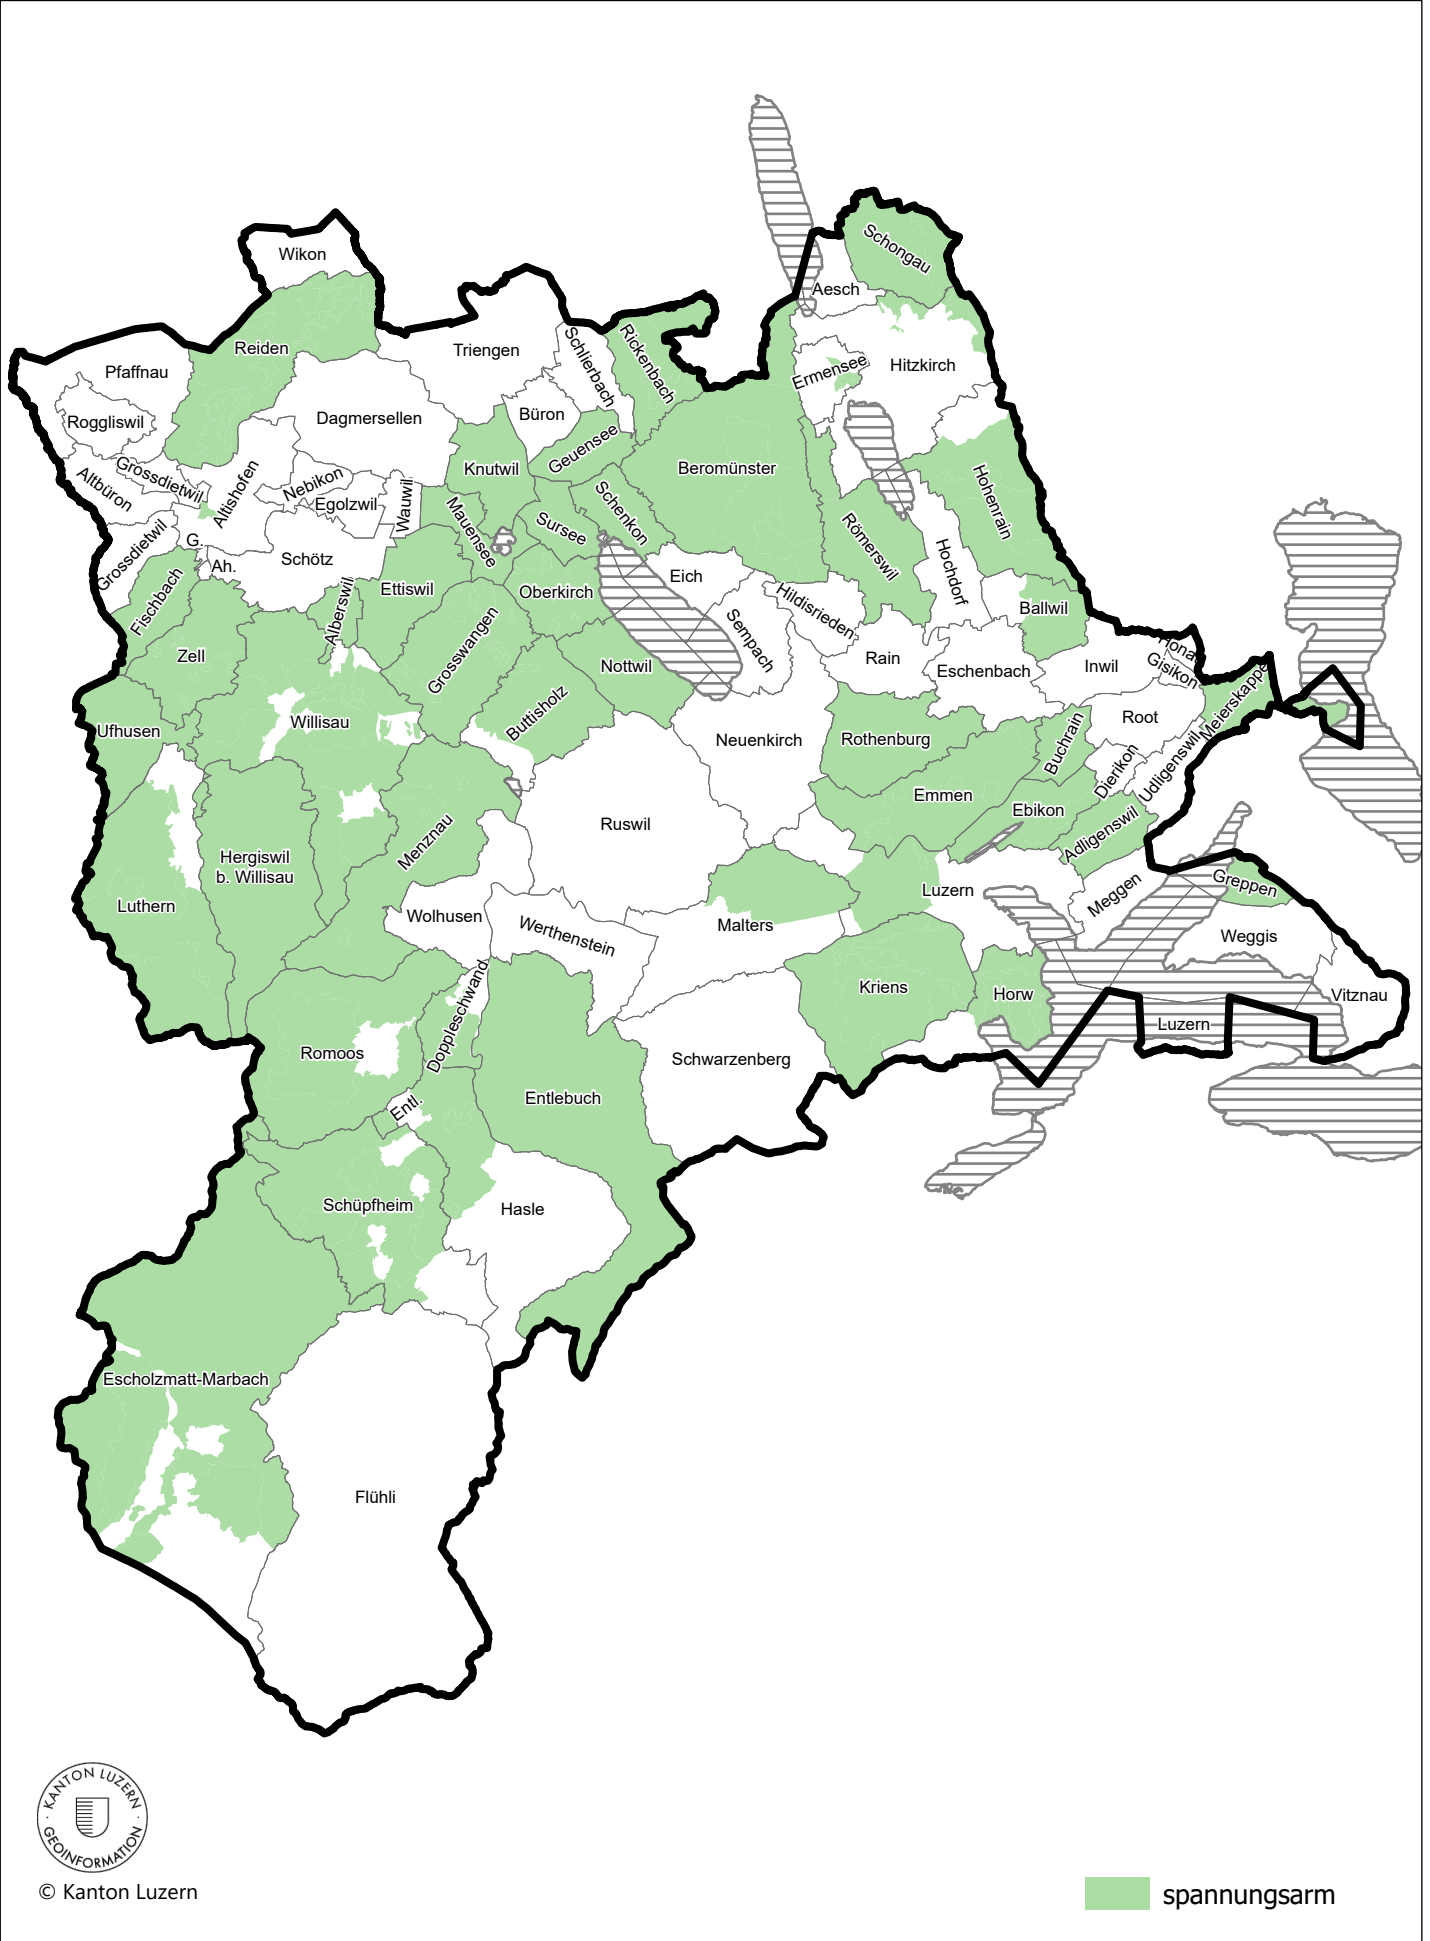 Schongau
Wikon
Aesch
Reiden
Triengen
Schlierbach
Rickenbach
Ermensee
Hitzkirch
Pfaffnau
Roggliswil
Dagmersellen
Büron
Geuensee
Beromünster
Knutwil
Grossdietwil
Altbüron
Altishofen
Nebikon
Egolzwil
Wauwil
Mauensee
Sursee
Schenkon
Hohenrain
Römerswil
Hochdorf
Grossdietwil
G.
Ah.
Schötz
Fischbach
Alberswil
Ettiswil
Oberkirch
Eich
Hildisrieden
Sempach
Ballwil
Zell
Grosswangen
Nottwil
Rain
Eschenbach
Inwil
Honau
Gisikon
Meierskappel
Ufhusen
Willisau
Buttisholz
Neuenkirch
Rothenburg
Buchrain
Root
Dierikon
Udligenswil
Emmen
Ebikon
Adligenswil
Ruswil
Menznau
Hergiswil
b. Willisau
Luthern
Wolhusen
Werthenstein
Malters
Luzern
Meggen
Greppen
Weggis
Vitznau
Kriens
Horw
Luzern
Doppleschwand
Romoos
Schwarzenberg
Entl.
Entlebuch
Schüpfheim
Hasle
Escholzmatt-Marbach
Flühli
KANTON LUZERN
GEOINFORMATION
© Kanton Luzern
spannungsarm